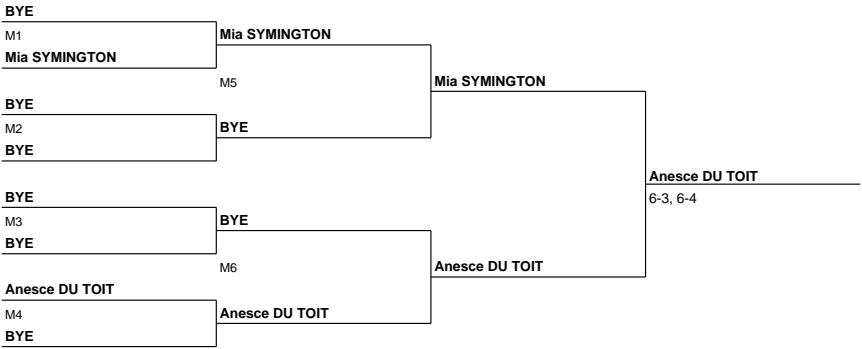 BYE
M1
Mia SYMINGTON
Mia SYMINGTON
M5
Mia SYMINGTON
BYE
M2
BYE
BYE
Anesce DU TOIT
6-3, 6-4
BYE
M3
BYE
BYE
M6
Anesce DU TOIT
Anesce DU TOIT
M4
Anesce DU TOIT
BYE